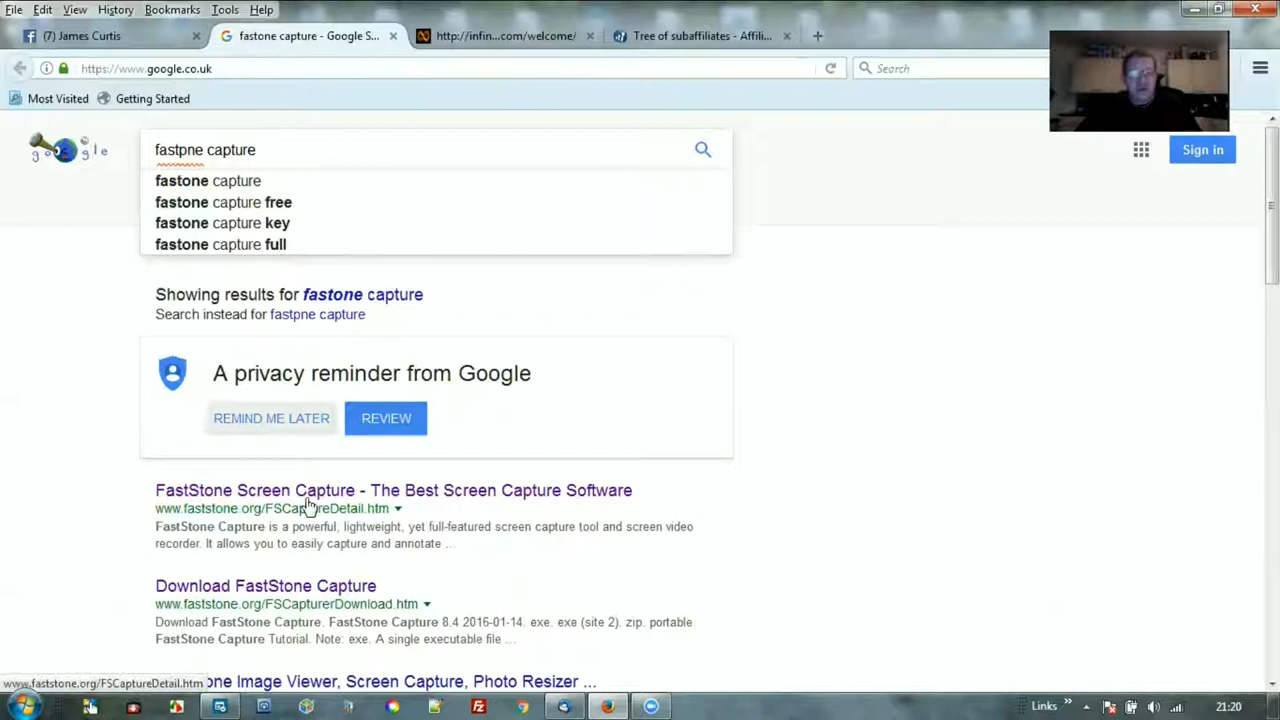 File Edit View History Bookmarks Tools Help
(7) James Curtis
fastone capture - Google S...
http://infin...com/welcome/
Tree of subaffiliates - Affili...
https://www.google.co.uk
Search
Most Visited
Getting Started
google
fastpne capture
Sign in
fastone capture
fastone capture free
fastone capture key
fastone capture full
Showing results for fastone capture
Search instead for fastpne capture
A privacy reminder from Google
REMIND ME LATER
REVIEW
FastStone Screen Capture - The Best Screen Capture Software
www.faststone.org/FSCaptureDetail.htm
FastStone Capture is a powerful, lightweight, yet full-featured screen capture tool and screen video
recorder. It allows you to easily capture and annotate ...
Download FastStone Capture
www.faststone.org/FSCapturerDownload.htm
Download FastStone Capture. FastStone Capture 8.4 2016-01-14. exe. exe (site 2). zip. portable.
FastStone Capture Tutorial. Note: exe. A single executable file ...
one Image Viewer, Screen Capture, Photo Resizer ...
www.faststone.org/FSCaptureDetail.htm
Links
21:20